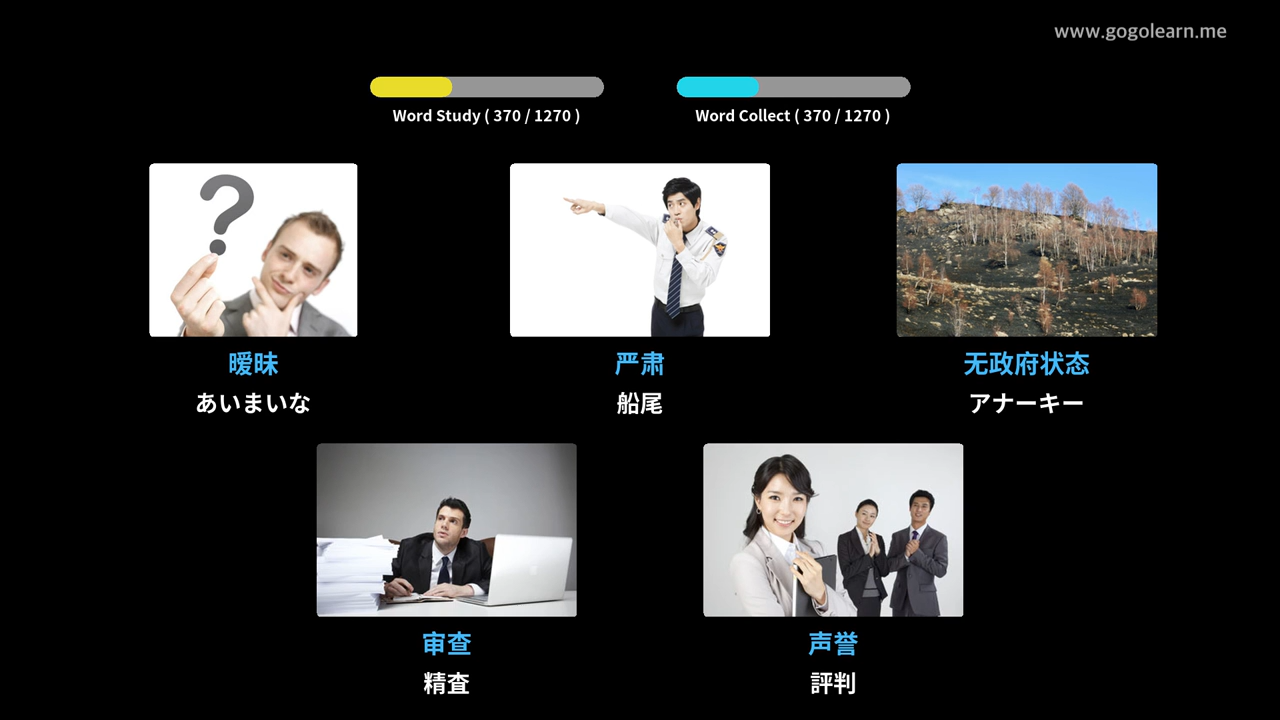 www.gogolearn.me
Word Study ( 370 / 1270 )
Word Collect ( 370 / 1270 )
?
暧昧
あいまいな
严肃
船尾
无政府状态
アナーキー
审查
精査
声誉
評判